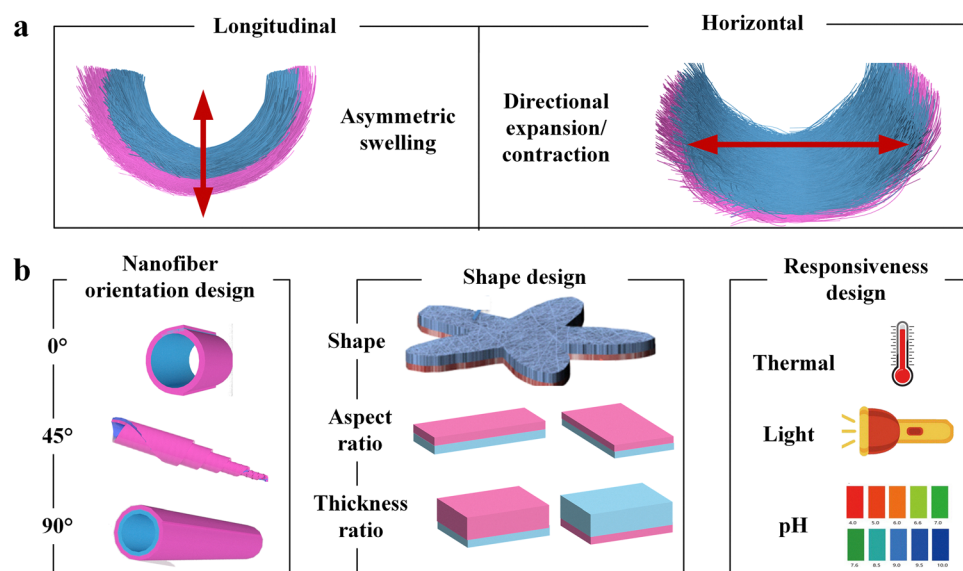 a
Longitudinal
Horizontal
Asymmetric
swelling
Directional
expansion/
contraction
b
Nanofiber
orientation design
0°
45°
90°
Shape design
Shape
Aspect
ratio
Thickness
ratio
Responsiveness
design
Thermal
Light
pH
4.0 5.0 6.0 6.6 7.0
7.6 8.5 9.0 9.5 10.0